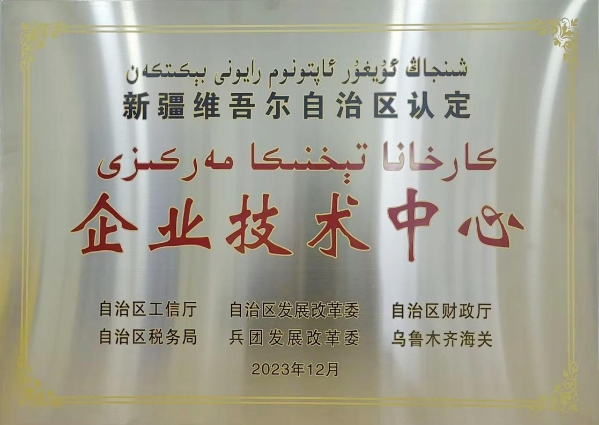 شىنجاڭ ئۇيغۇر ئاپتونوم رايونى بېكىتكەن
新疆维吾尔自治区认定
كارخانا تېخنىكا مەركىزى
企业技术中心
自治区工信厅 自治区发展改革委 自治区财政厅
自治区税务局 兵团发展改革委 乌鲁木齐海关
2023年12月